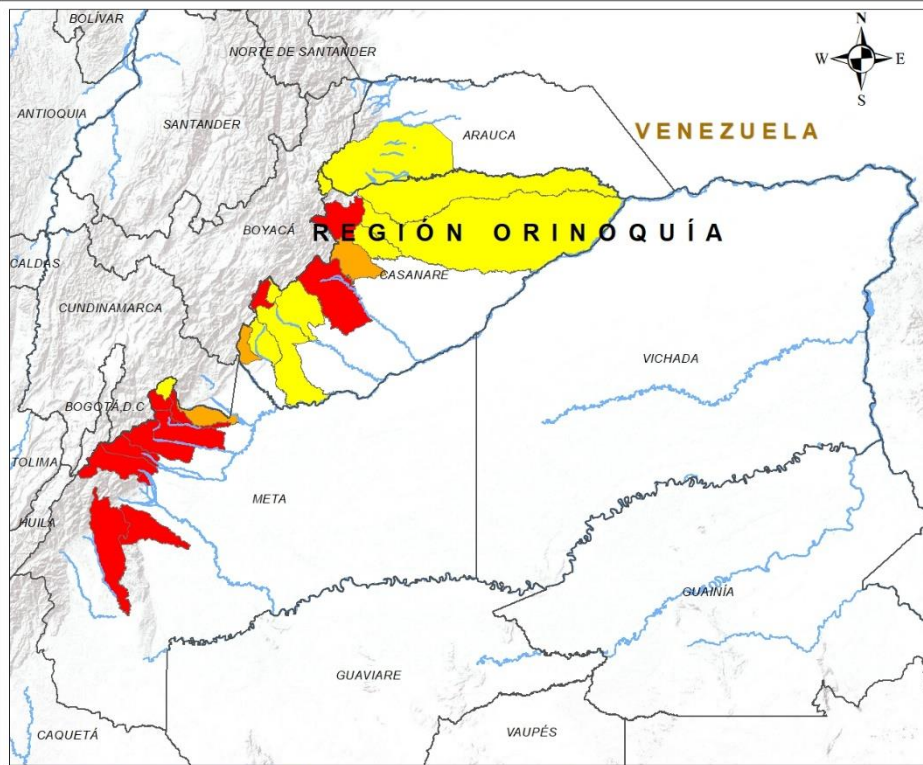 BOLÍVAR
N
NORTE DE SANTANDER
W
E
S
ANTIOQUIA
SANTANDER
ARAUCA
VENEZUELA
BOYACÁ
REGIÓN ORINOQUÍA
CALDAS
CASANARE
CUNDINAMARCA
VICHADA
BOGOTÁ,D.C
TOLIMA
META
HUILA
GUAINÍA
GUAVIARE
CAQUETÁ
VAUPÉS